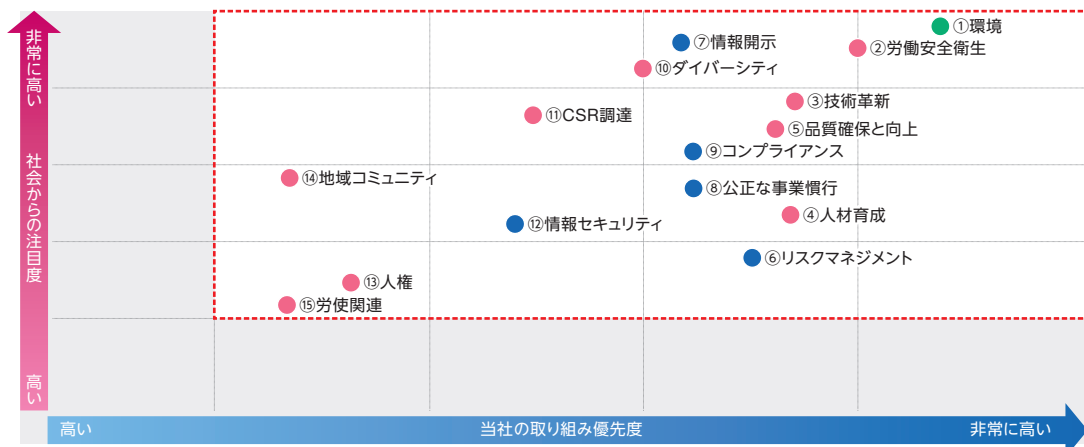 非常に高い
社会からの注目度
高い
①環境
②労働安全衛生
⑦情報開示
⑩ダイバーシティ
③技術革新
⑪CSR調達
⑤品質確保と向上
⑨コンプライアンス
⑭地域コミュニティ
⑧公正な事業慣行
④人材育成
⑫情報セキュリティ
⑥リスクマネジメント
⑬人権
⑮労使関連
高い
当社の取り組み優先度
非常に高い